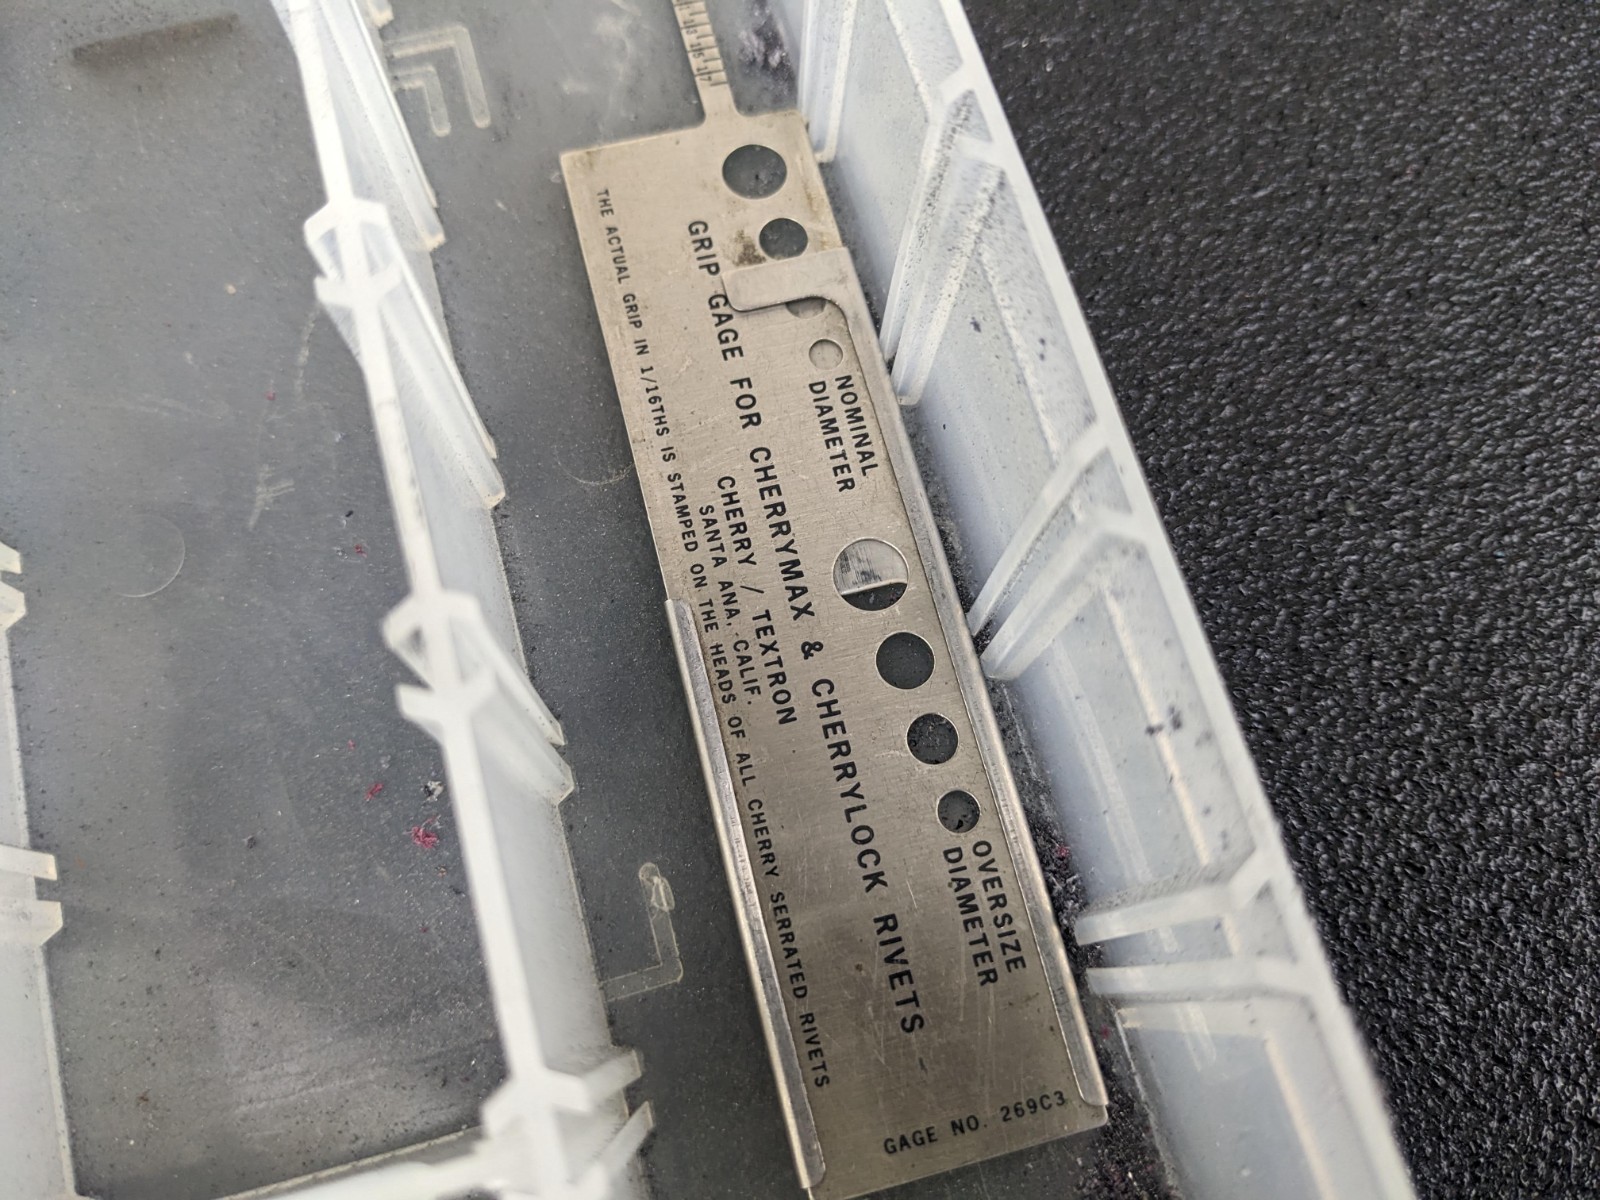 NOMINAL
DIAMETER
OVERSIZE
DIAMETER
GRIP GAGE FOR CHERRYMAX & CHERRYLOCK RIVETS
CHERRY / TEXTRON
SANTA ANA, CALIF.
THE ACTUAL GRIP IN 1/16THS IS STAMPED ON THE HEADS OF ALL CHERRY SERRATED RIVETS
GAGE NO. 269C3